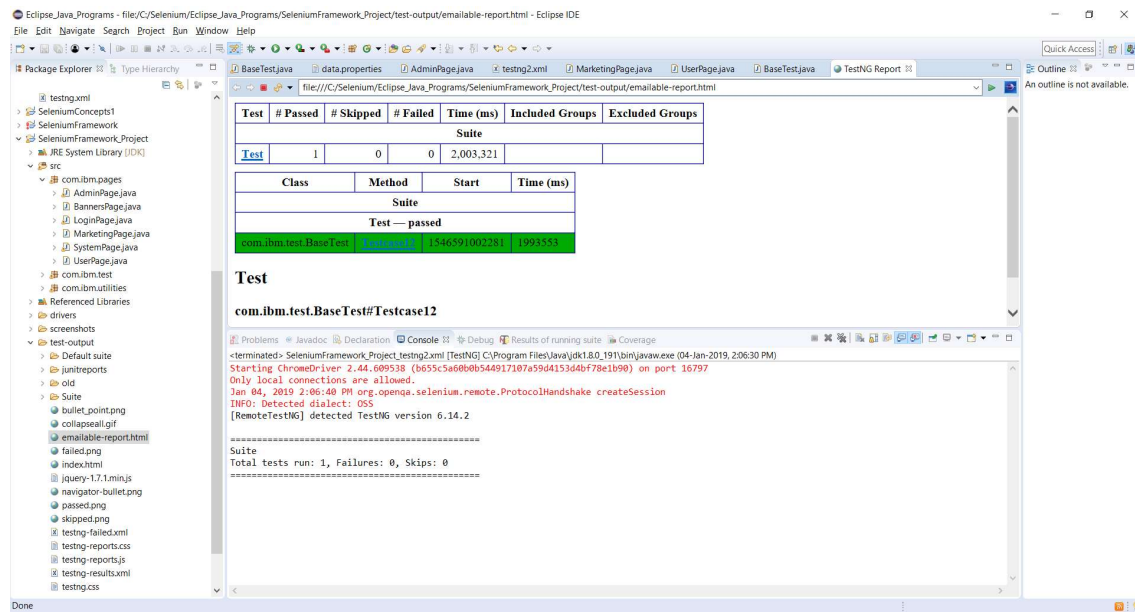 Eclipse_Java_Programs - file:/C:/Selenium/Eclipse_Java_Programs/SeleniumFramework_Project/test-output/emailable-report.html - Eclipse IDE
File Edit Navigate Search Project Run Window Help
Quick Access
Package Explorer Type Hierarchy
BaseTest.java data.properties AdminPage.java testng2.xml MarketingPage.java UserPage.java BaseTest.java TestNG Report
Outline
An outline is not available.
file:///C:/Selenium/Eclipse_Java_Programs/SeleniumFramework_Project/test-output/emailable-report.html
testng.xml
SeleniumConcepts1
SeleniumFramework
SeleniumFramework_Project
JRE System Library [JDK]
src
com.ibm.pages
AdminPage.java
BannersPage.java
LoginPage.java
MarketingPage.java
SystemPage.java
UserPage.java
com.ibm.test
com.ibm.utilities
Referenced Libraries
drivers
screenshots
test-output
Default suite
junitreports
old
Suite
bullet_point.png
collapseall.gif
emailable-report.html
failed.png
index.html
jquery-1.7.1.min.js
navigator-bullet.png
passed.png
skipped.png
testng-failed.xml
testng-reports.css
testng-reports.js
testng-results.xml
testng.css
Test # Passed # Skipped # Failed Time (ms) Included Groups Excluded Groups
Suite
Test 1 0 0 2,003,321
Class Method Start Time (ms)
Suite
Test — passed
com.ibm.test.BaseTest Testcase12 1546591002281 1993553
Test
com.ibm.test.BaseTest#Testcase12
Problems Javadoc Declaration Console Debug Results of running suite Coverage
<terminated> SeleniumFramework_Project_testng2.xml [TestNG] C:\Program Files\Java\jdk1.8.0_191\bin\javaw.exe (04-Jan-2019, 2:06:30 PM)
Starting ChromeDriver 2.44.609538 (b655c5a60b0b544917107a59d4153d4bf78e1b90) on port 16797
Only local connections are allowed.
Jan 04, 2019 2:06:40 PM org.openqa.selenium.remote.ProtocolHandshake createSession
INFO: Detected dialect: OSS
[RemoteTestNG] detected TestNG version 6.14.2
===============================================
Suite
Total tests run: 1, Failures: 0, Skips: 0
===============================================
Done